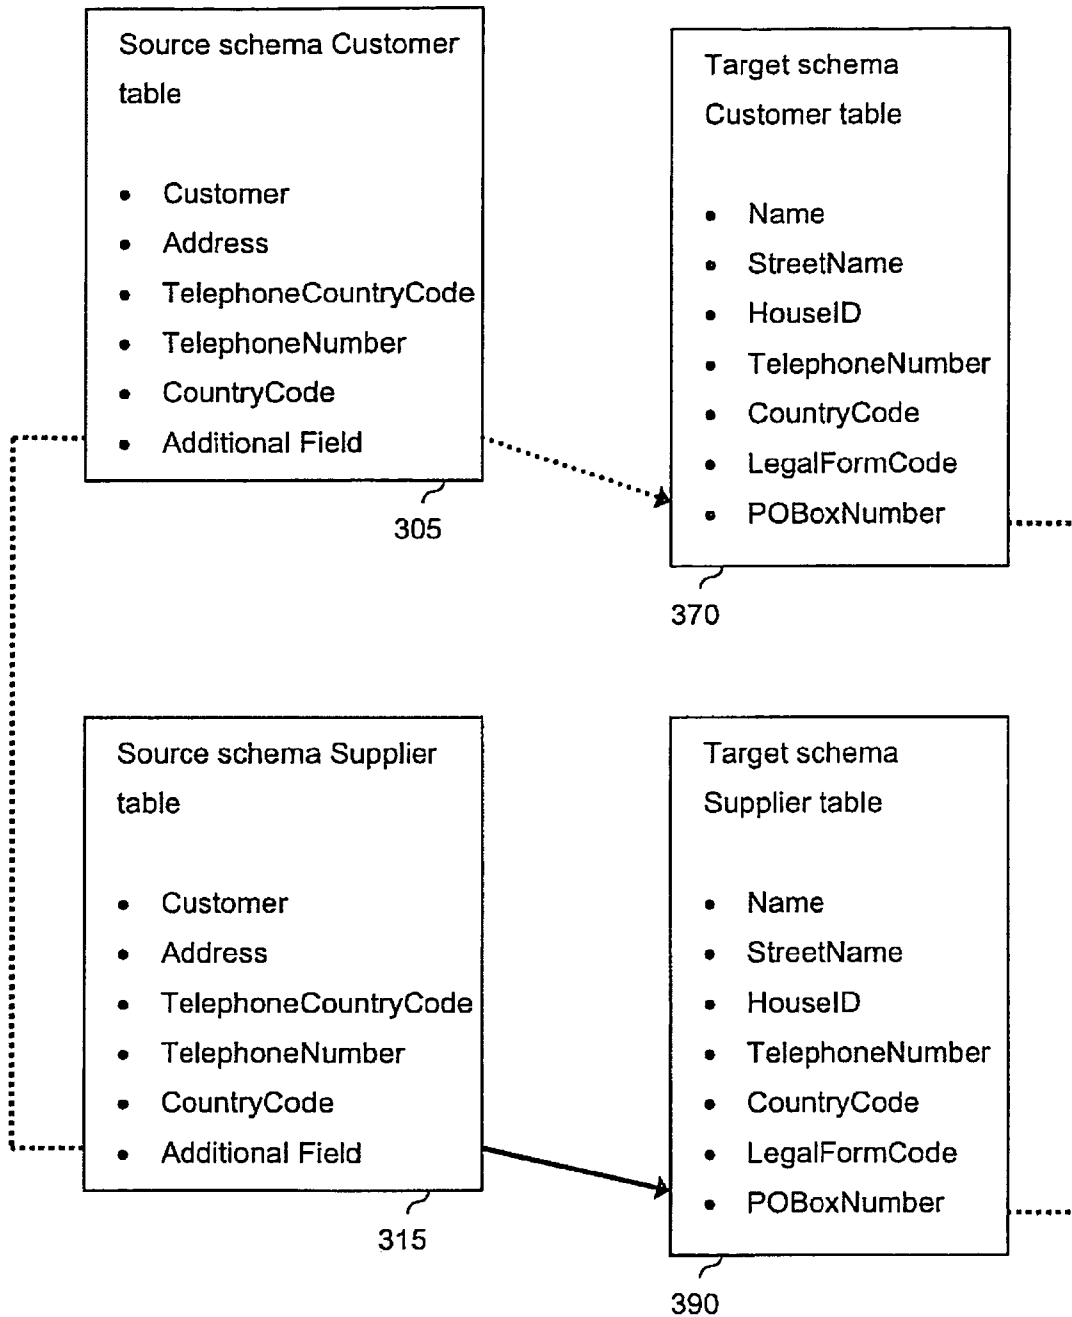 Source schema Customer
table
• Customer
• Address
• TelephoneCountryCode
• TelephoneNumber
• CountryCode
• Additional Field
305
Target schema
Customer table
• Name
• StreetName
• HouseID
• TelephoneNumber
• CountryCode
• LegalFormCode
• POBoxNumber
370
Source schema Supplier
table
• Customer
• Address
• TelephoneCountryCode
• TelephoneNumber
• CountryCode
• Additional Field
315
Target schema
Supplier table
• Name
• StreetName
• HouseID
• TelephoneNumber
• CountryCode
• LegalFormCode
• POBoxNumber
390